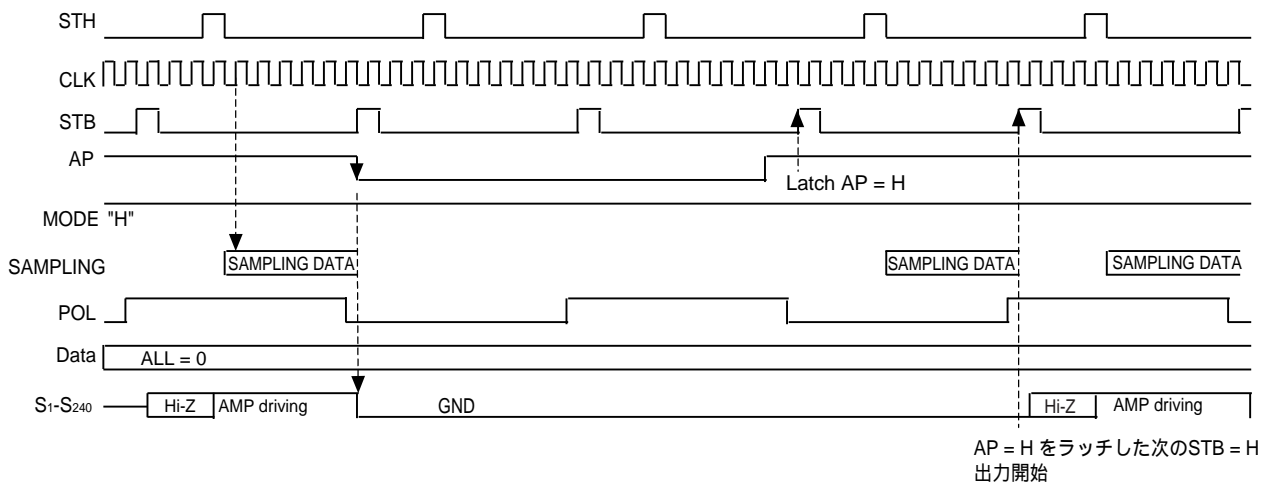 STH
CLK
STB
AP
Latch AP = H
MODE "H"
SAMPLING
SAMPLING DATA
SAMPLING DATA
SAMPLING DATA
POL
Data
ALL = 0
S1-S240
Hi-Z
AMP driving
GND
Hi-Z
AMP driving
AP = H をラッチした次のSTB = H
出力開始